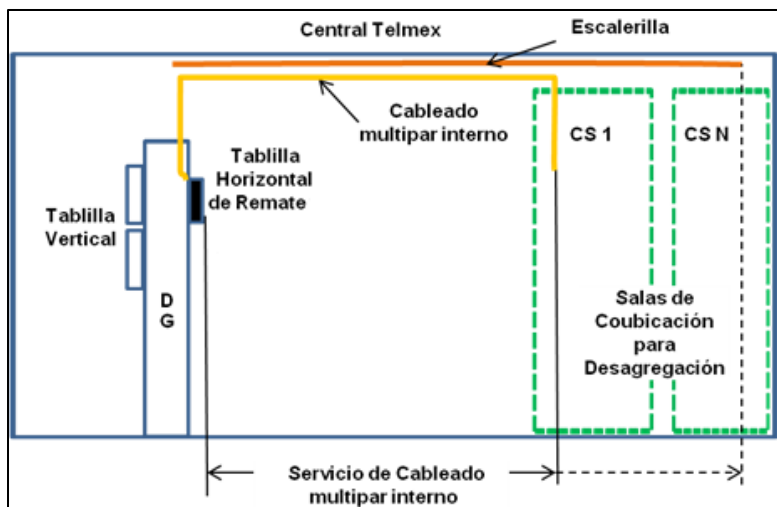 Central Telmex
Escalerilla
Cableado
multipar interno
CS 1
CS N
Tablilla
Horizontal
de Remate
Tablilla
Vertical
D
G
Salas de
Coubicación
para
Desagregación
Servicio de Cableado
multipar interno